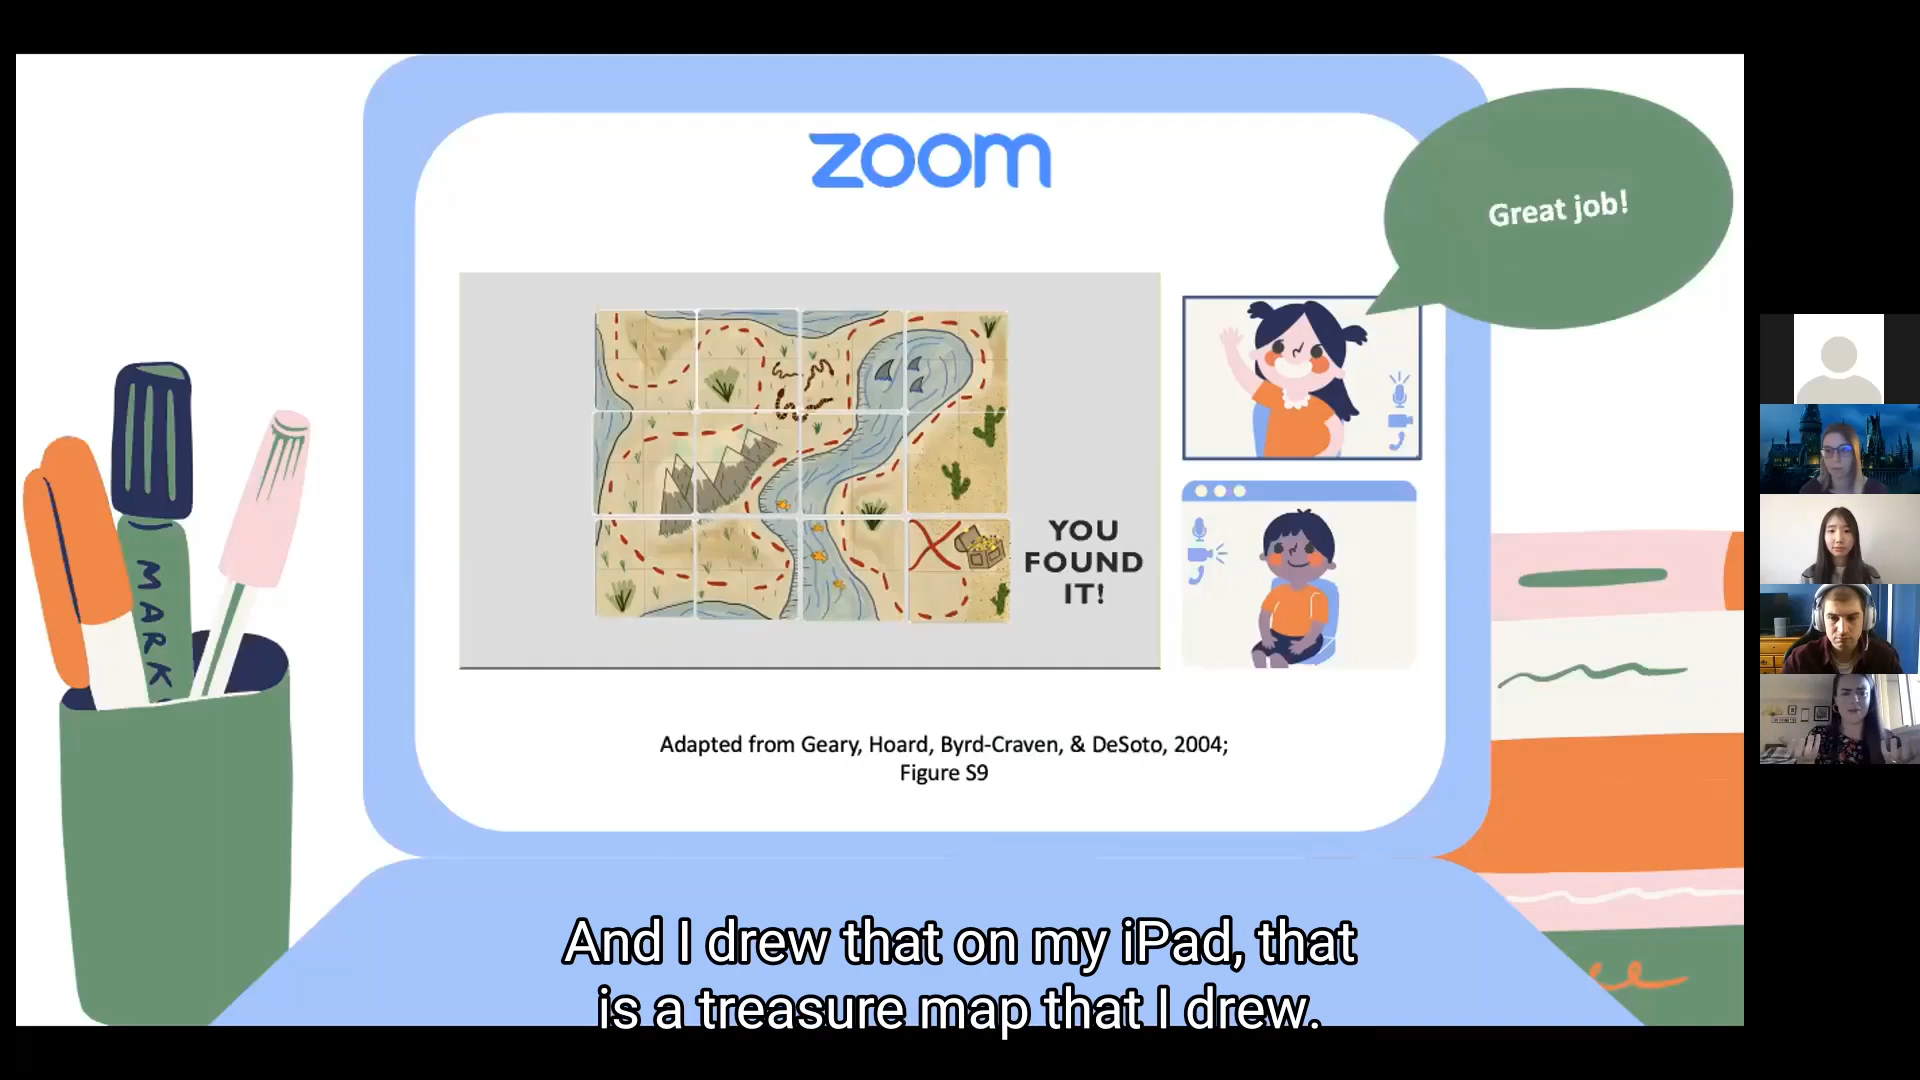 zoom
Great job!
YOU
FOUND
IT!
Adapted from Geary, Hoard, Byrd-Craven, & DeSoto, 2004;
Figure S9
MARK
And I drew that on my iPad, that
is a treasure map that I drew.